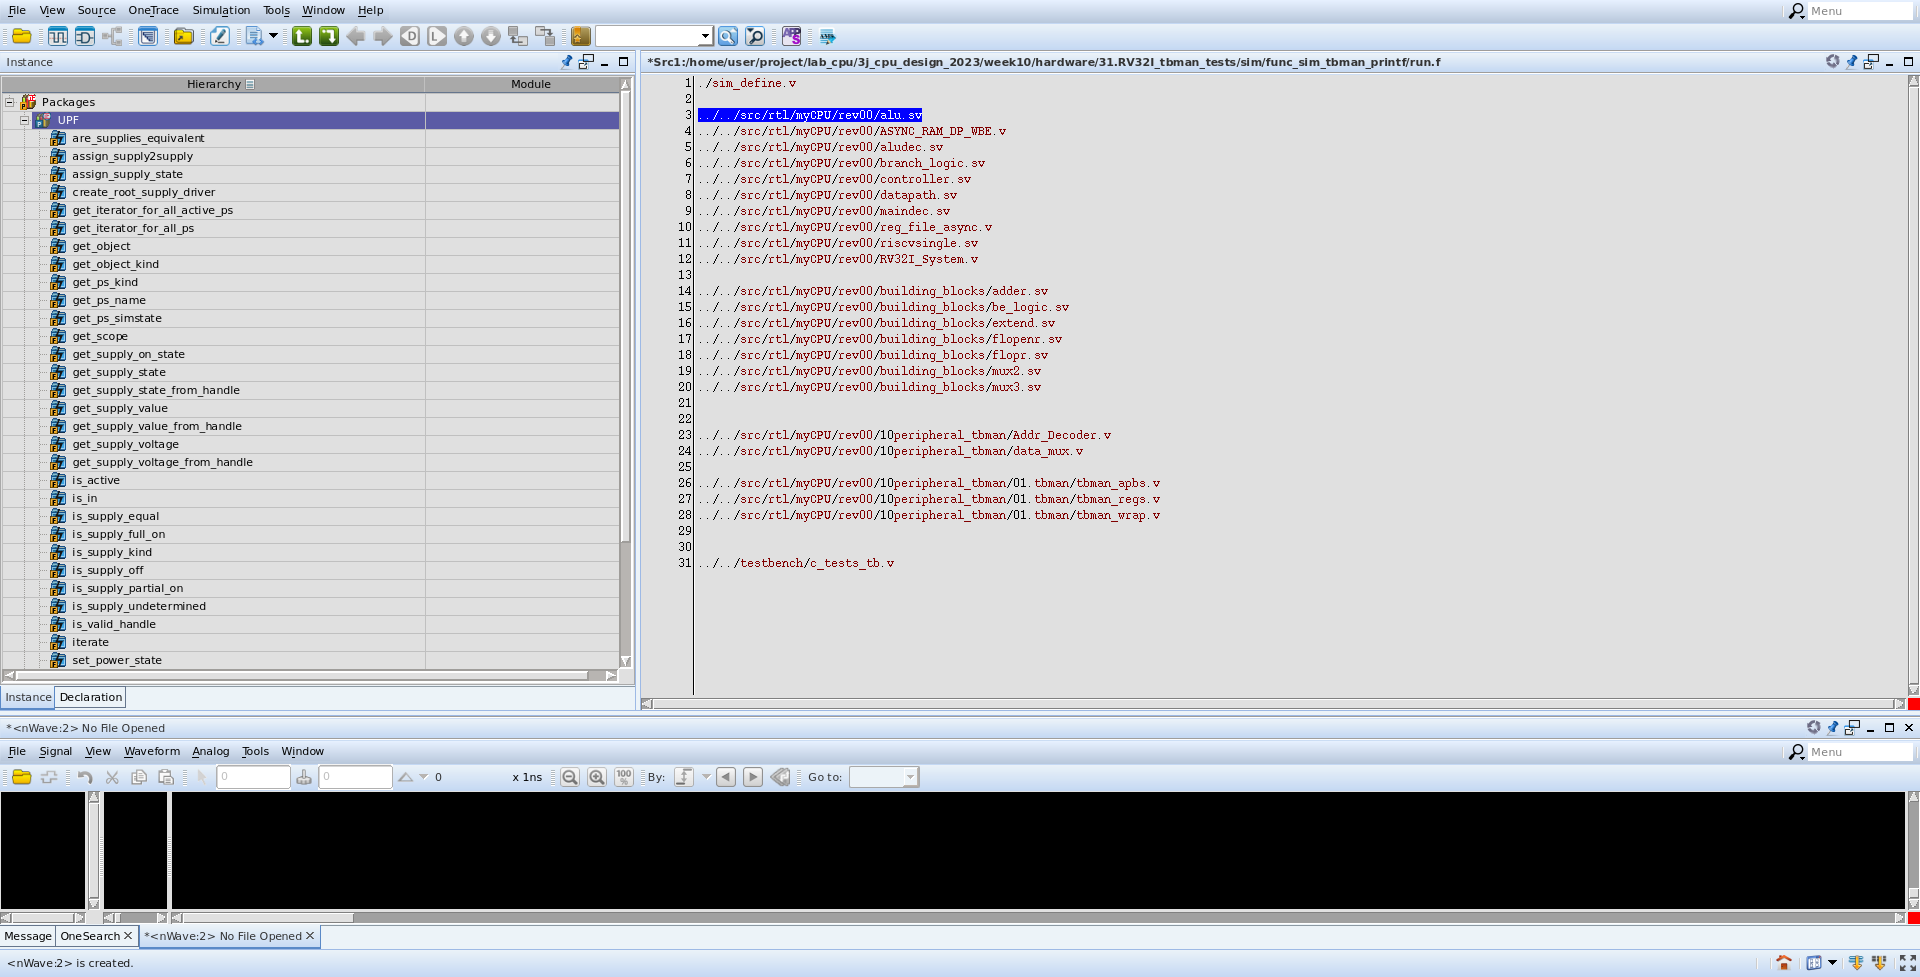 File View Source OneTrace Simulation Tools Window Help
Menu
Instance
*Src1:/home/user/project/lab_cpu/3j_cpu_design_2023/week10/hardware/31.RV32I_tbman_tests/sim/func_sim_tbman_printf/run.f
Hierarchy Module
Packages
UPF
are_supplies_equivalent
assign_supply2supply
assign_supply_state
create_root_supply_driver
get_iterator_for_all_active_ps
get_iterator_for_all_ps
get_object
get_object_kind
get_ps_kind
get_ps_name
get_ps_simstate
get_scope
get_supply_on_state
get_supply_state
get_supply_state_from_handle
get_supply_value
get_supply_value_from_handle
get_supply_voltage
get_supply_voltage_from_handle
is_active
is_in
is_supply_equal
is_supply_full_on
is_supply_kind
is_supply_off
is_supply_partial_on
is_supply_undetermined
is_valid_handle
iterate
set_power_state
Instance Declaration
1 ./sim_define.v
2
3 ../../src/rtl/myCPU/rev00/alu.sv
4 ../../src/rtl/myCPU/rev00/ASYNC_RAM_DP_WBE.v
5 ../../src/rtl/myCPU/rev00/aludec.sv
6 ../../src/rtl/myCPU/rev00/branch_logic.sv
7 ../../src/rtl/myCPU/rev00/controller.sv
8 ../../src/rtl/myCPU/rev00/datapath.sv
9 ../../src/rtl/myCPU/rev00/maindec.sv
10 ../../src/rtl/myCPU/rev00/reg_file_async.v
11 ../../src/rtl/myCPU/rev00/riscvsingle.sv
12 ../../src/rtl/myCPU/rev00/RV32I_System.v
13
14 ../../src/rtl/myCPU/rev00/building_blocks/adder.sv
15 ../../src/rtl/myCPU/rev00/building_blocks/be_logic.sv
16 ../../src/rtl/myCPU/rev00/building_blocks/extend.sv
17 ../../src/rtl/myCPU/rev00/building_blocks/flopenr.sv
18 ../../src/rtl/myCPU/rev00/building_blocks/flopr.sv
19 ../../src/rtl/myCPU/rev00/building_blocks/mux2.sv
20 ../../src/rtl/myCPU/rev00/building_blocks/mux3.sv
21
22
23 ../../src/rtl/myCPU/rev00/10peripheral_tbman/Addr_Decoder.v
24 ../../src/rtl/myCPU/rev00/10peripheral_tbman/data_mux.v
25
26 ../../src/rtl/myCPU/rev00/10peripheral_tbman/01.tbman/tbman_apbs.v
27 ../../src/rtl/myCPU/rev00/10peripheral_tbman/01.tbman/tbman_regs.v
28 ../../src/rtl/myCPU/rev00/10peripheral_tbman/01.tbman/tbman_wrap.v
29
30
31 ../../testbench/c_tests_tb.v
*<nWave:2> No File Opened
File Signal View Waveform Analog Tools Window
Menu
0 0 0 x 1ns 100% By: Go to:
Message OneSearch *<nWave:2> No File Opened
<nWave:2> is created.